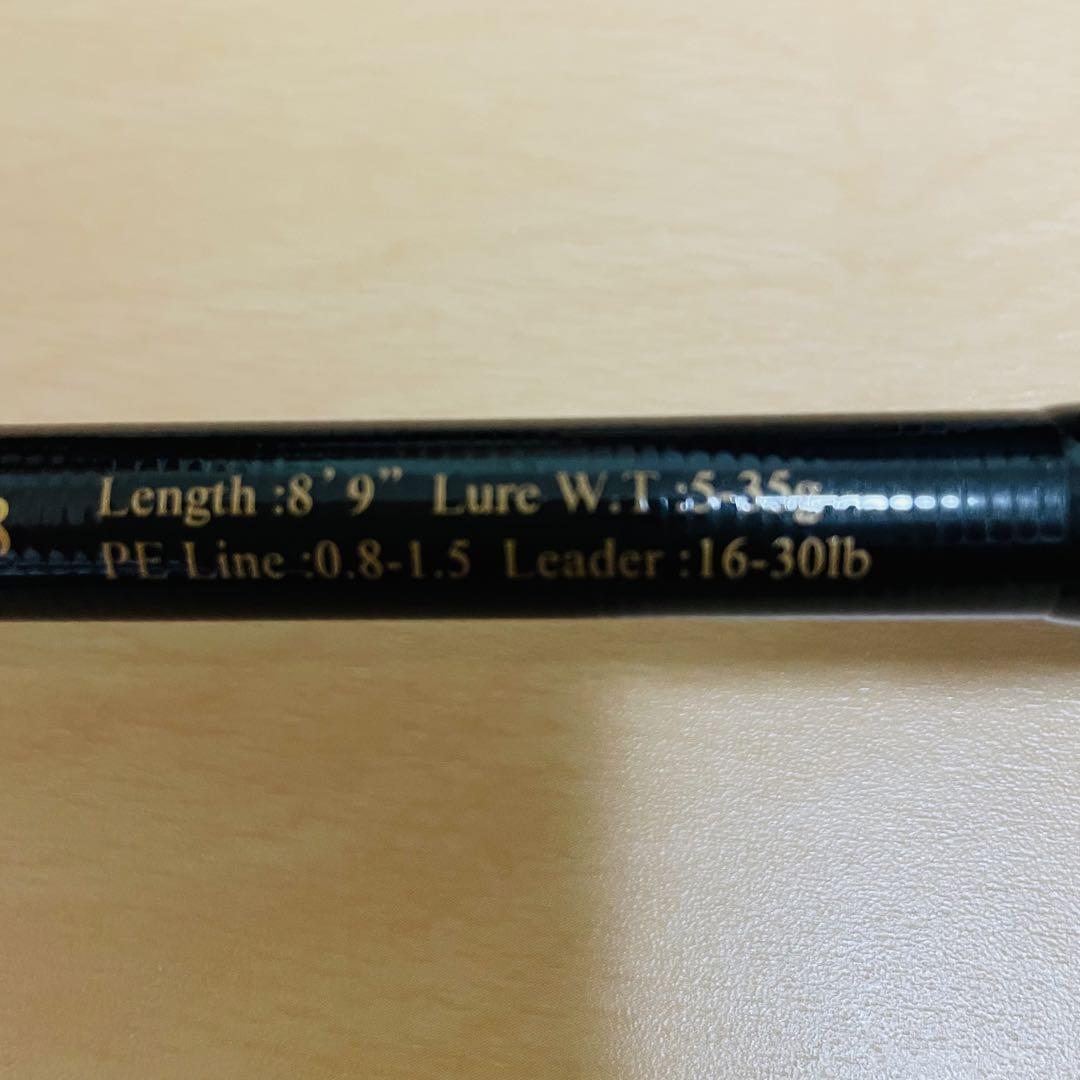 Length :8’9” Lure W.T :5-35g
PE Line :0.8-1.5 Leader :16-30lb